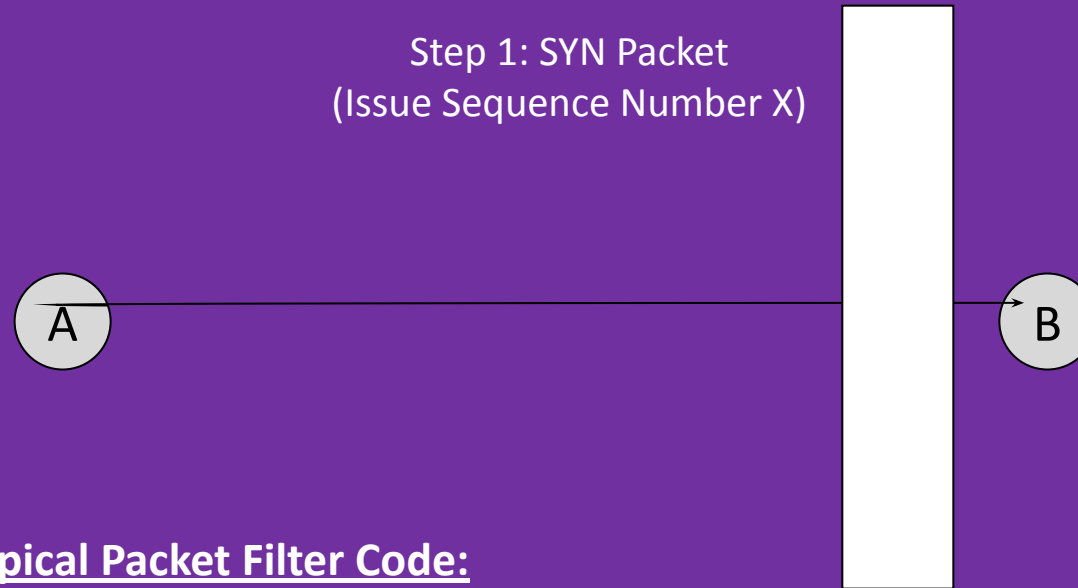 Step 1: SYN Packet
(Issue Sequence Number X)
A
B
pical Packet Filter Code: